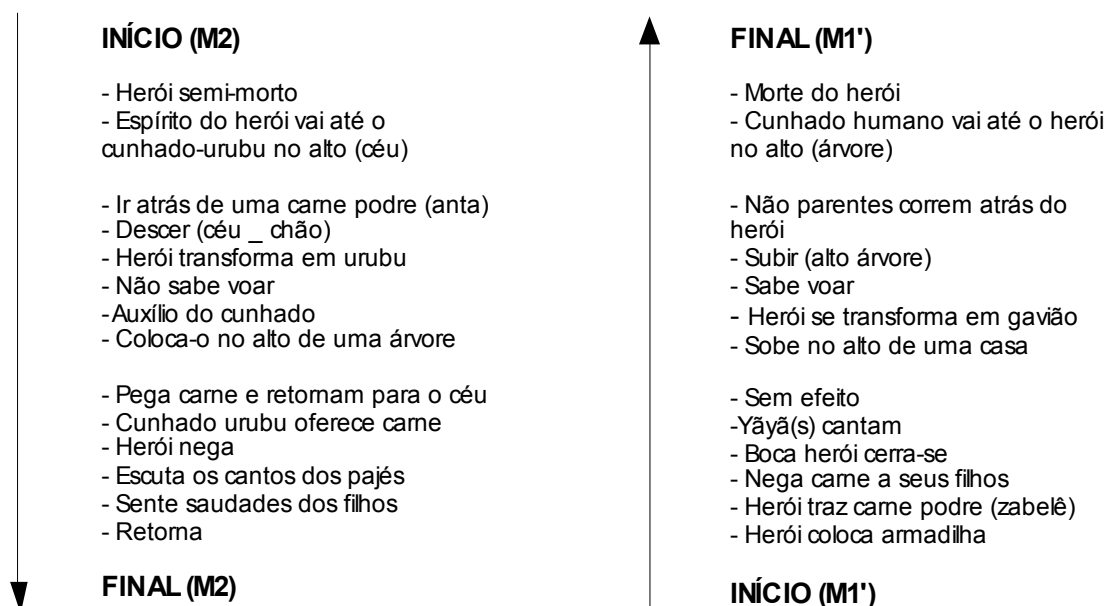 INÍCIO (M2)
- Herói semi-morto
- Espírito do herói vai até o
cunhado-urubu no alto (céu)
- Ir atrás de uma carne podre (anta)
- Descer (céu _ chão)
- Herói transforma em urubu
- Não sabe voar
-Auxílio do cunhado
- Coloca-o no alto de uma árvore
- Pega carne e retornam para o céu
- Cunhado urubu oferece carne
- Herói nega
- Escuta os cantos dos pajés
- Sente saudades dos filhos
- Retorna
FINAL (M2)
FINAL (M1')
- Morte do herói
- Cunhado humano vai até o herói
no alto (árvore)
- Não parentes correm atrás do
herói
- Subir (alto árvore)
- Sabe voar
- Herói se transforma em gavião
- Sobe no alto de uma casa
- Sem efeito
-Yãyã(s) cantam
- Boca herói cerra-se
- Nega carne a seus filhos
- Herói traz carne podre (zabelê)
- Herói coloca armadilha
INÍCIO (M1')